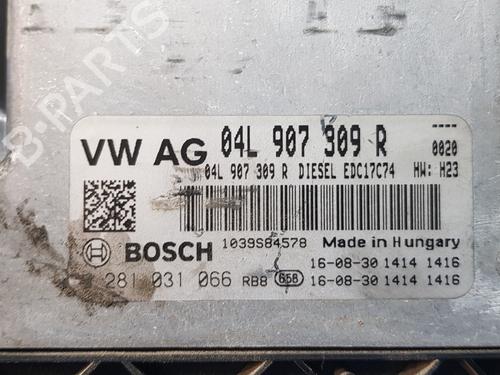 B-PARTS
VW AG 04L 907 309 R
0020
04L 907 309 R DIESEL EDC17C74 HW: H23
BOSCH 1039S84578 Made in Hungary
281 031 066 RB8 658 16-08-30 1414 1416
16-08-30 1414 1416